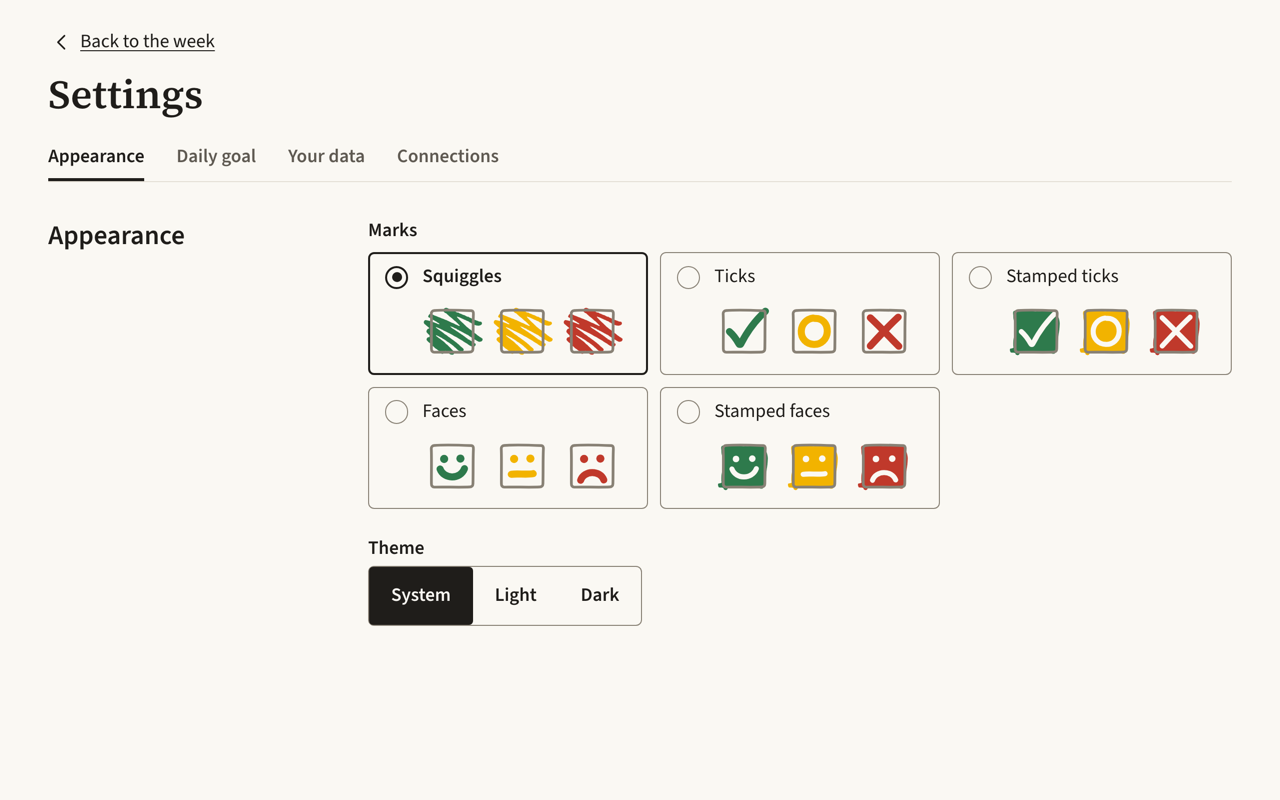 Back to the week
Settings
Appearance Daily goal Your data Connections
Appearance
Marks
Squiggles
Ticks
Stamped ticks
Faces
Stamped faces
Theme
System Light Dark